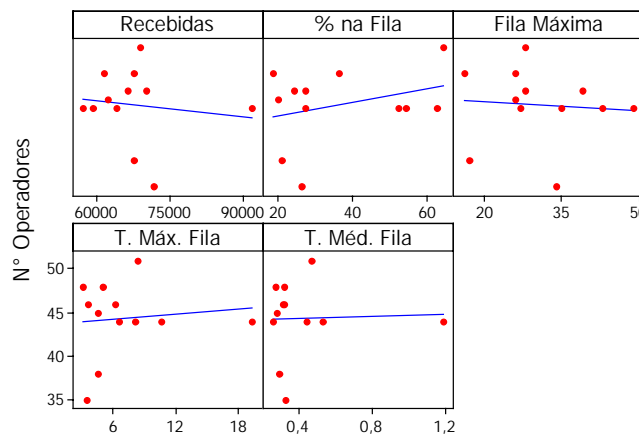 Recebidas % na Fila Fila Máxima
60000 75000 90000 20 40 60 20 35 50
N° Operadores
T. Máx. Fila T. Méd. Fila
50
45
40
35
6 12 18 0,4 0,8 1,2